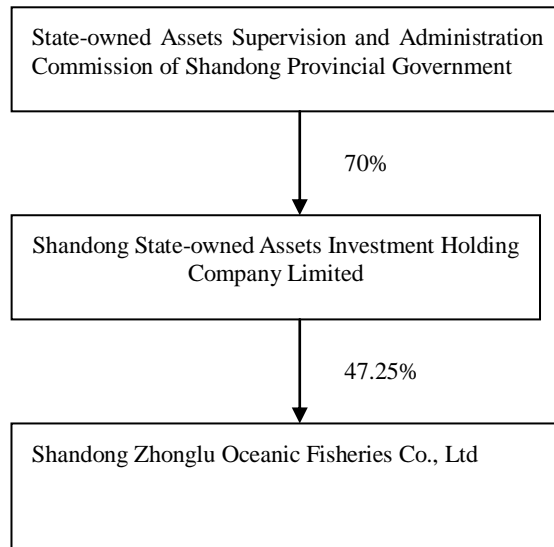 State-owned Assets Supervision and Administration
Commission of Shandong Provincial Government
70%
Shandong State-owned Assets Investment Holding
Company Limited
47.25%
Shandong Zhonglu Oceanic Fisheries Co., Ltd